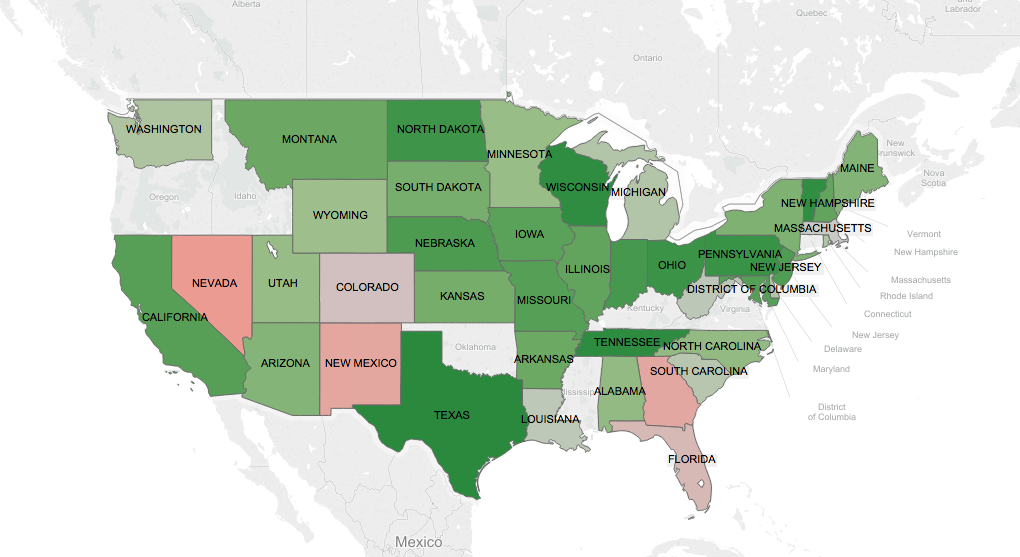 Alberta
Quebec
and
Labrador
Ontario
WASHINGTON
MONTANA
NORTH DAKOTA
MINNESOTA
New
Brunswick
MAINE
Nova
Scotia
Oregon
Idaho
SOUTH DAKOTA
WISCONSIN
MICHIGAN
WYOMING
NEW HAMPSHIRE
MASSACHUSETTS
Vermont
New Hampshire
NEBRASKA
IOWA
PENNSYLVANIA
NEVADA
UTAH
COLORADO
KANSAS
ILLINOIS
OHIO
NEW JERSEY
Massachusetts
DISTRICT OF COLUMBIA
Rhode Island
CALIFORNIA
MISSOURI
Kentucky
Virginia
Connecticut
New Jersey
Oklahoma
TENNESSEE
NORTH CAROLINA
Delaware
ARIZONA
NEW MEXICO
ARKANSAS
SOUTH CAROLINA
Maryland
ALABAMA
TEXAS
LOUISIANA
District
of Columbia
FLORIDA
Mexico